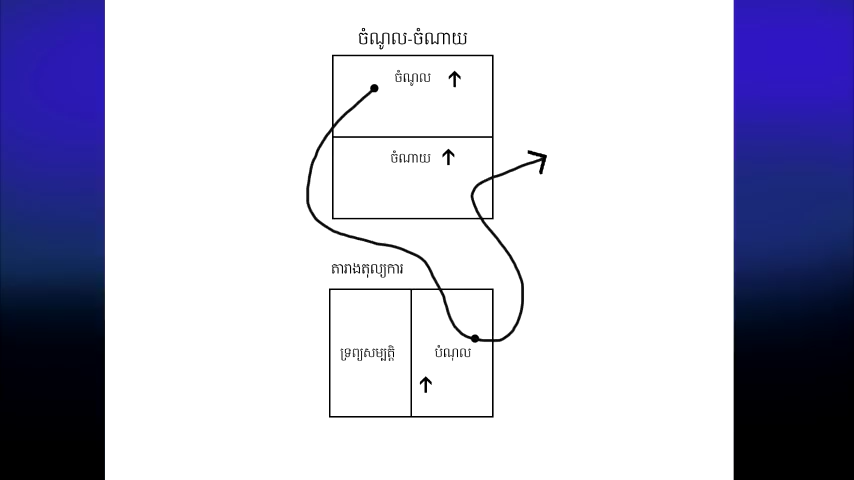 ចំណូល-ចំណាយ
ចំណូល
ចំណាយ
តារាងតុល្យការ
ទ្រព្យសម្បត្តិ
បំណុល